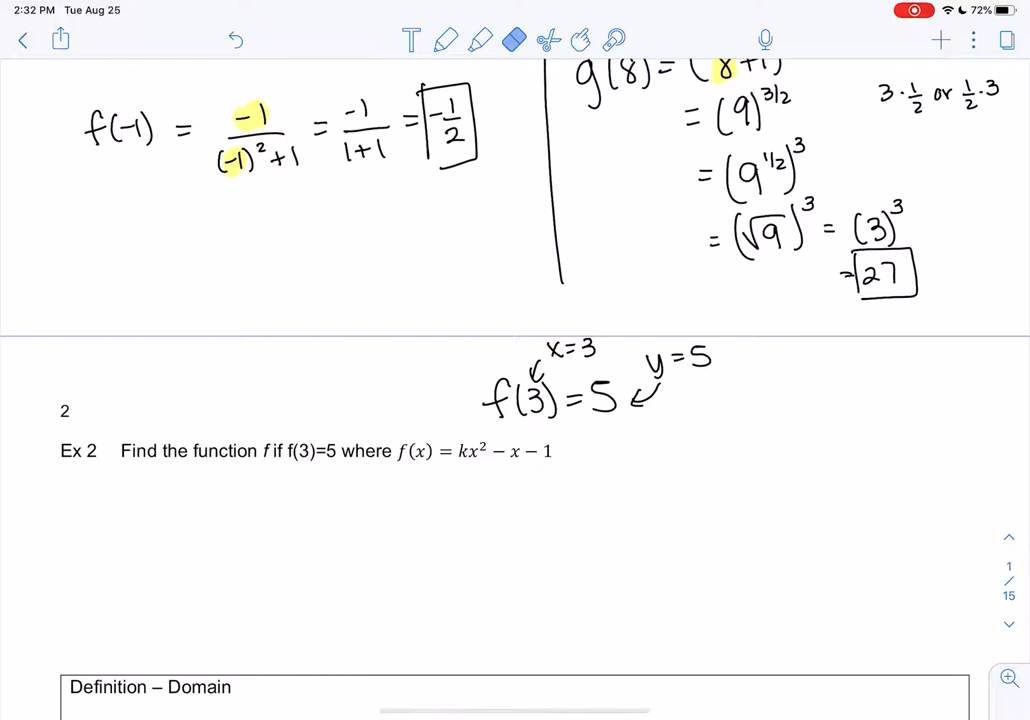 2:32 PM Tue Aug 25
72%
f(-1) = -1 / (-1)² + 1 = -1 / 1+1 = -1/2
g(8) = (8+1)
= (9)^3/2
3 · 1/2 or 1/2 · 3
= (9^1/2)^3
= (√9)^3 = (3)^3
= 27
x=3
y=5
f(3) = 5
2
Ex 2 Find the function f if f(3)=5 where f(x) = kx² − x − 1
1
/
15
Definition – Domain